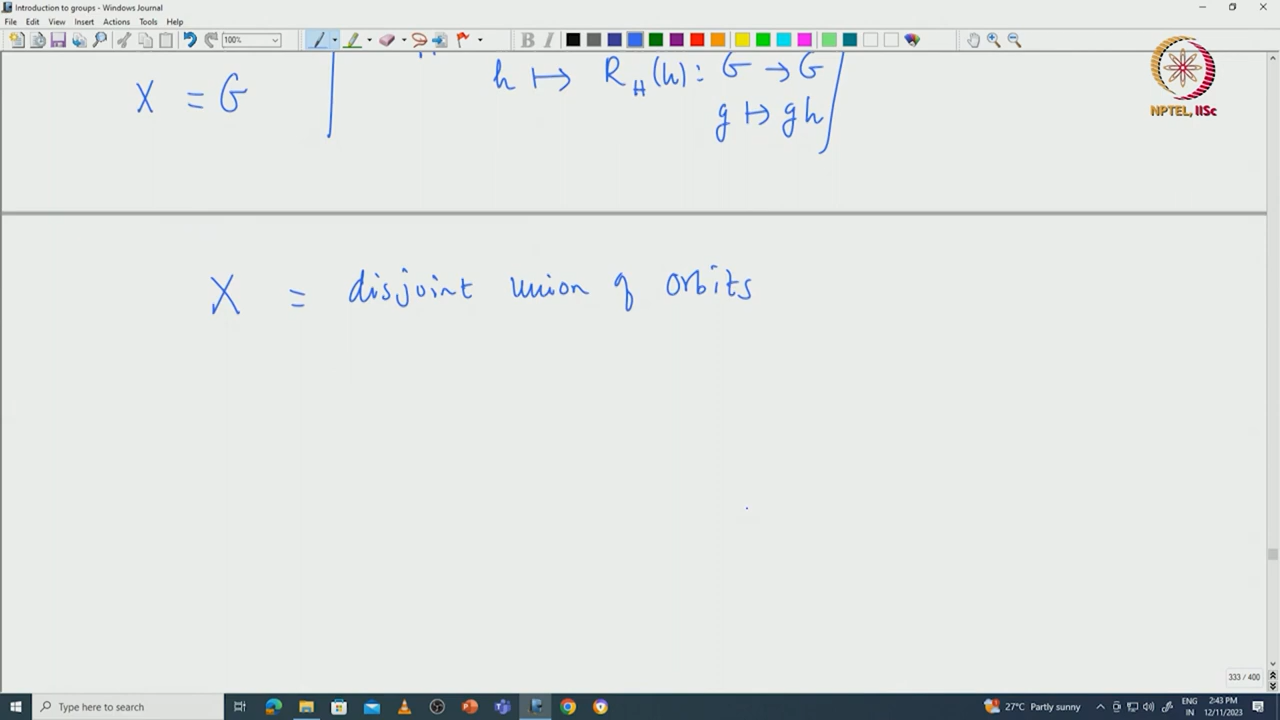 Introduction to groups - Windows Journal
File Edit View Insert Actions Tools Help
100%
B I
h ↦ R_H(h) : G → G
X = G
g ↦ gh
NPTEL, IISc
X = disjoint union of orbits
333 / 400
Type here to search
27°C Partly sunny
ENG
IN
2:43 PM
12/11/2023